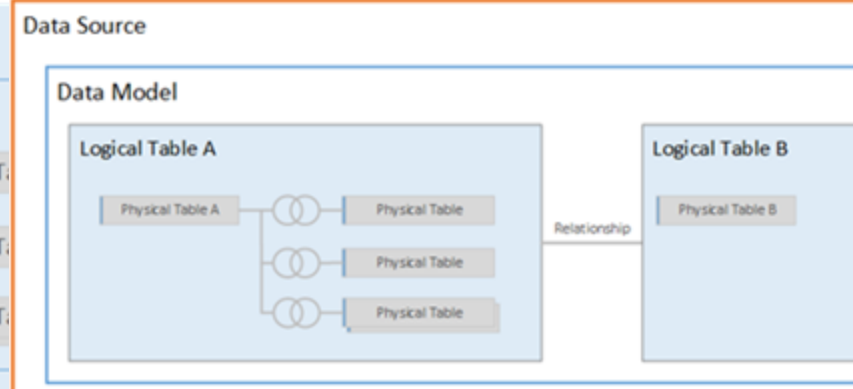 Data Source
Data Model
Logical Table A
Physical Table A
Physical Table
Physical Table
Physical Table
Relationship
Logical Table B
Physical Table B